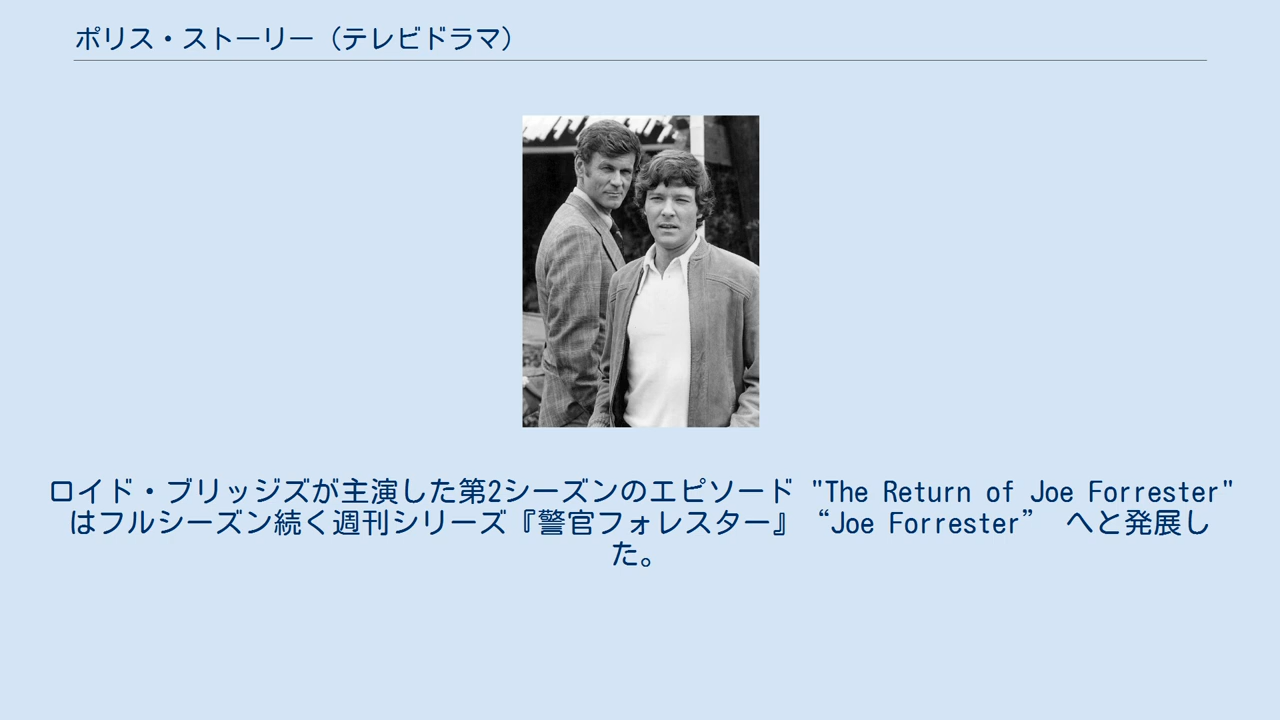 ポリス・ストーリー（テレビドラマ）
ロイド・ブリッジズが主演した第2シーズンのエピソード "The Return of Joe Forrester"
はフルシーズン続く週刊シリーズ『警官フォレスター』“Joe Forrester” へと発展し
た。